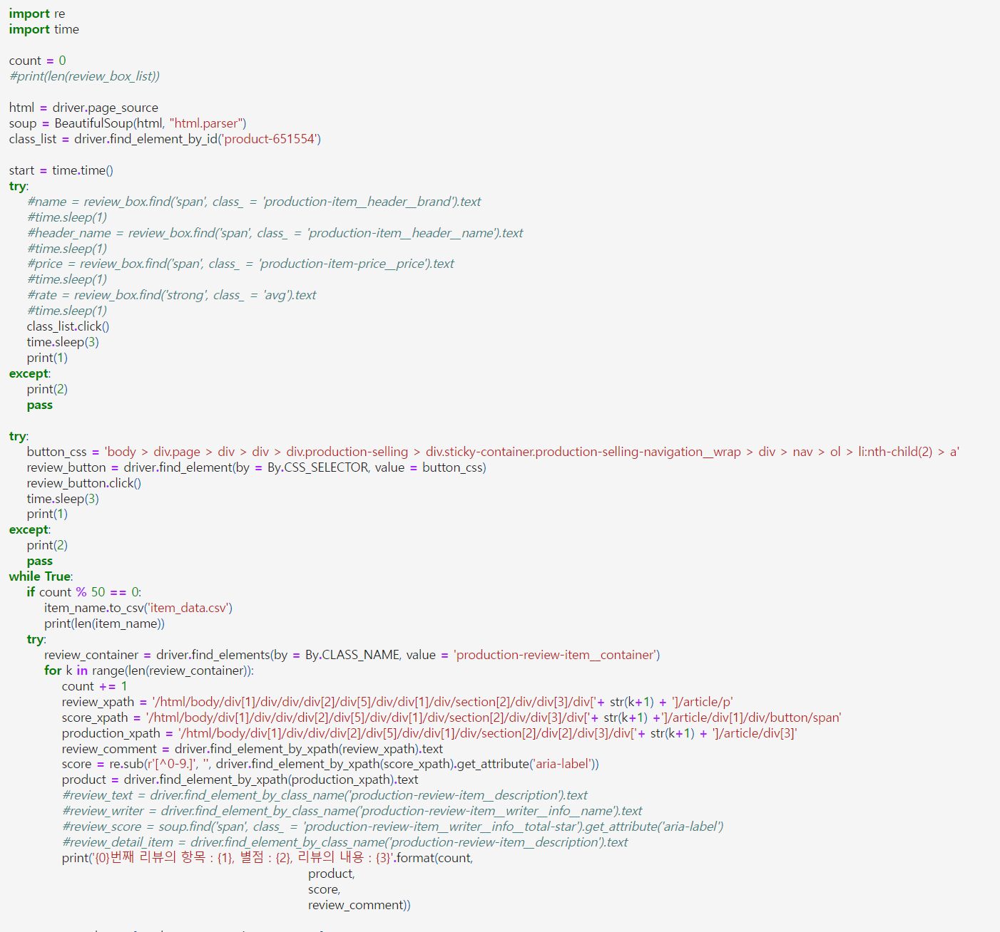 import re
import time
count = 0
#print(len(review_box_list))
html = driver.page_source
soup = BeautifulSoup(html, "html.parser")
class_list = driver.find_element_by_id('product-651554')
start = time.time()
try:
#name = review_box.find('span', class_ = 'production-item__header__brand').text
#time.sleep(1)
#header_name = review_box.find('span', class_ = 'production-item__header__name').text
#time.sleep(1)
#price = review_box.find('span', class_ = 'production-item-price__price').text
#time.sleep(1)
#rate = review_box.find('strong', class_ = 'avg').text
#time.sleep(1)
class_list.click()
time.sleep(3)
print(1)
except:
print(2)
pass
try:
button_css = 'body > div.page > div > div > div.production-selling > div.sticky-container.production-selling-navigation__wrap > div > nav > ol > li:nth-child(2) > a'
review_button = driver.find_element(by = By.CSS_SELECTOR, value = button_css)
review_button.click()
time.sleep(3)
print(1)
except:
print(2)
pass
while True:
if count % 50 == 0:
item_name.to_csv('item_data.csv')
print(len(item_name))
try:
review_container = driver.find_elements(by = By.CLASS_NAME, value = 'production-review-item__container')
for k in range(len(review_container)):
count += 1
review_xpath = '/html/body/div[1]/div/div/div[2]/div[5]/div/div[1]/div/section[2]/div/div[3]/div['+ str(k+1) + ']/article/p'
score_xpath = '/html/body/div[1]/div/div/div[2]/div[5]/div/div[1]/div/section[2]/div/div[3]/div['+ str(k+1) +']/article/div[1]/div/button/span'
production_xpath = '/html/body/div[1]/div/div/div[2]/div[5]/div/div[1]/div/section[2]/div[2]/div[3]/div['+ str(k+1) + ']/article/div[3]'
review_comment = driver.find_element_by_xpath(review_xpath).text
score = re.sub(r'[^0-9.]', '', driver.find_element_by_xpath(score_xpath).get_attribute('aria-label'))
product = driver.find_element_by_xpath(production_xpath).text
#review_text = driver.find_element_by_class_name('production-review-item__description').text
#review_writer = driver.find_element_by_class_name('production-review-item__writer__info__name').text
#review_score = soup.find('span', class_ = 'production-review-item__writer__info__total-star').get_attribute('aria-label')
#review_detail_item = driver.find_element_by_class_name('production-review-item__description').text
print('{0}번째 리뷰의 항목 : {1}, 별점 : {2}, 리뷰의 내용 : {3}'.format(count,
product,
score,
review_comment))